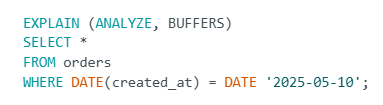 EXPLAIN (ANALYZE, BUFFERS)
SELECT *
FROM orders
WHERE DATE(created_at) = DATE '2025-05-10';